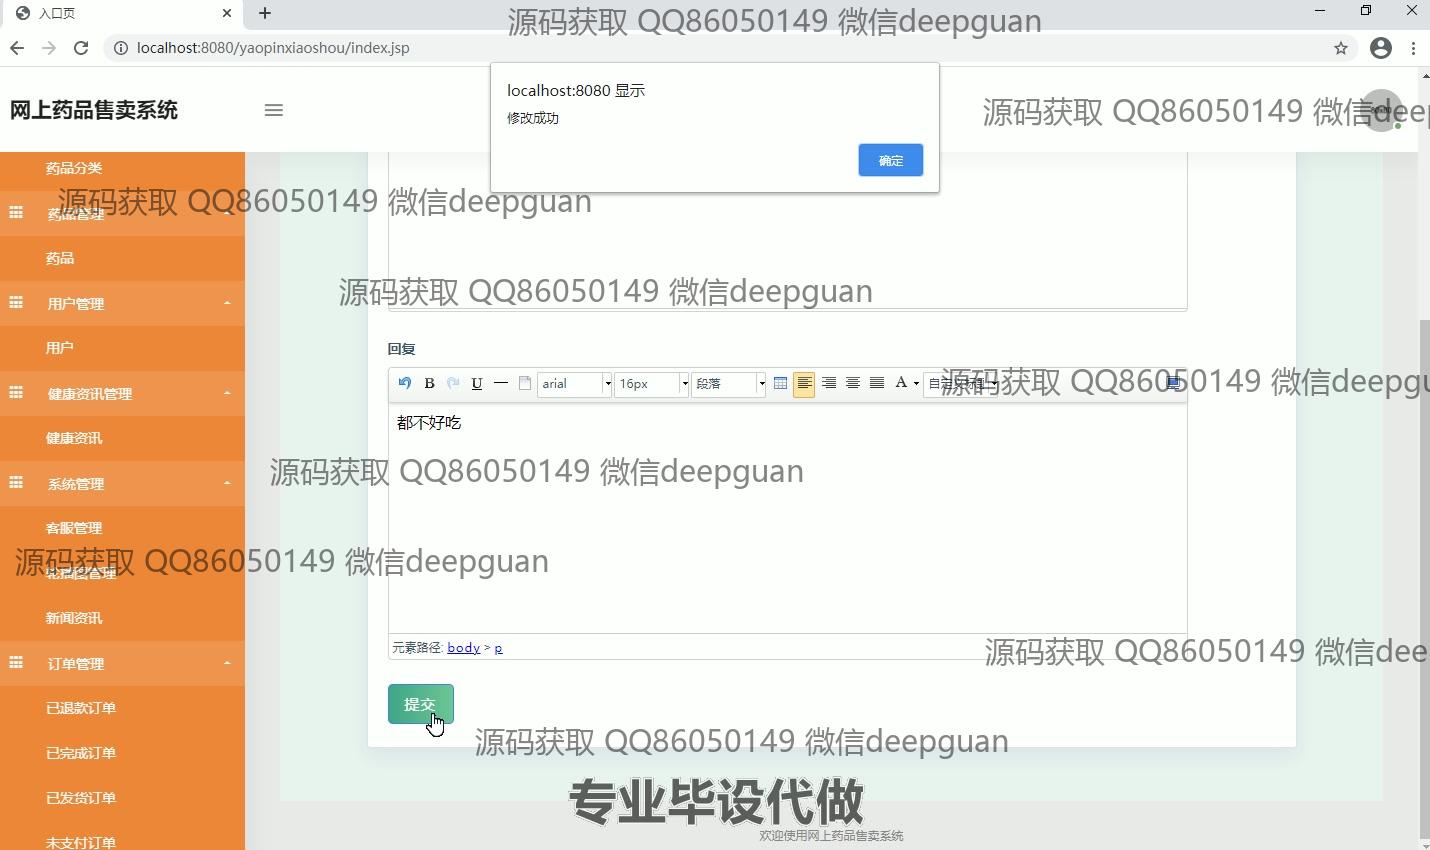 入口页
源码获取 QQ86050149 微信deepguan
localhost:8080/yaopinxiaoshou/index.jsp
localhost:8080 显示
修改成功
确定
网上药品售卖系统
源码获取 QQ86050149 微信deep
药品分类
源码获取 QQ86050149 微信deepguan
药品管理
药品
源码获取 QQ86050149 微信deepguan
用户管理
用户
回复
B
U
arial
16px
段落
A
自定义标题
源码获取 QQ86050149 微信deepgu
健康资讯管理
都不好吃
健康资讯
源码获取 QQ86050149 微信deepguan
系统管理
客服管理
源码获取 QQ86050149 微信deepguan
轮播图管理
新闻资讯
元素路径: body > p
源码获取 QQ86050149 微信dee
订单管理
提交
已退款订单
源码获取 QQ86050149 微信deepguan
已完成订单
已发货订单
专业毕设代做
欢迎使用网上药品售卖系统
未支付订单